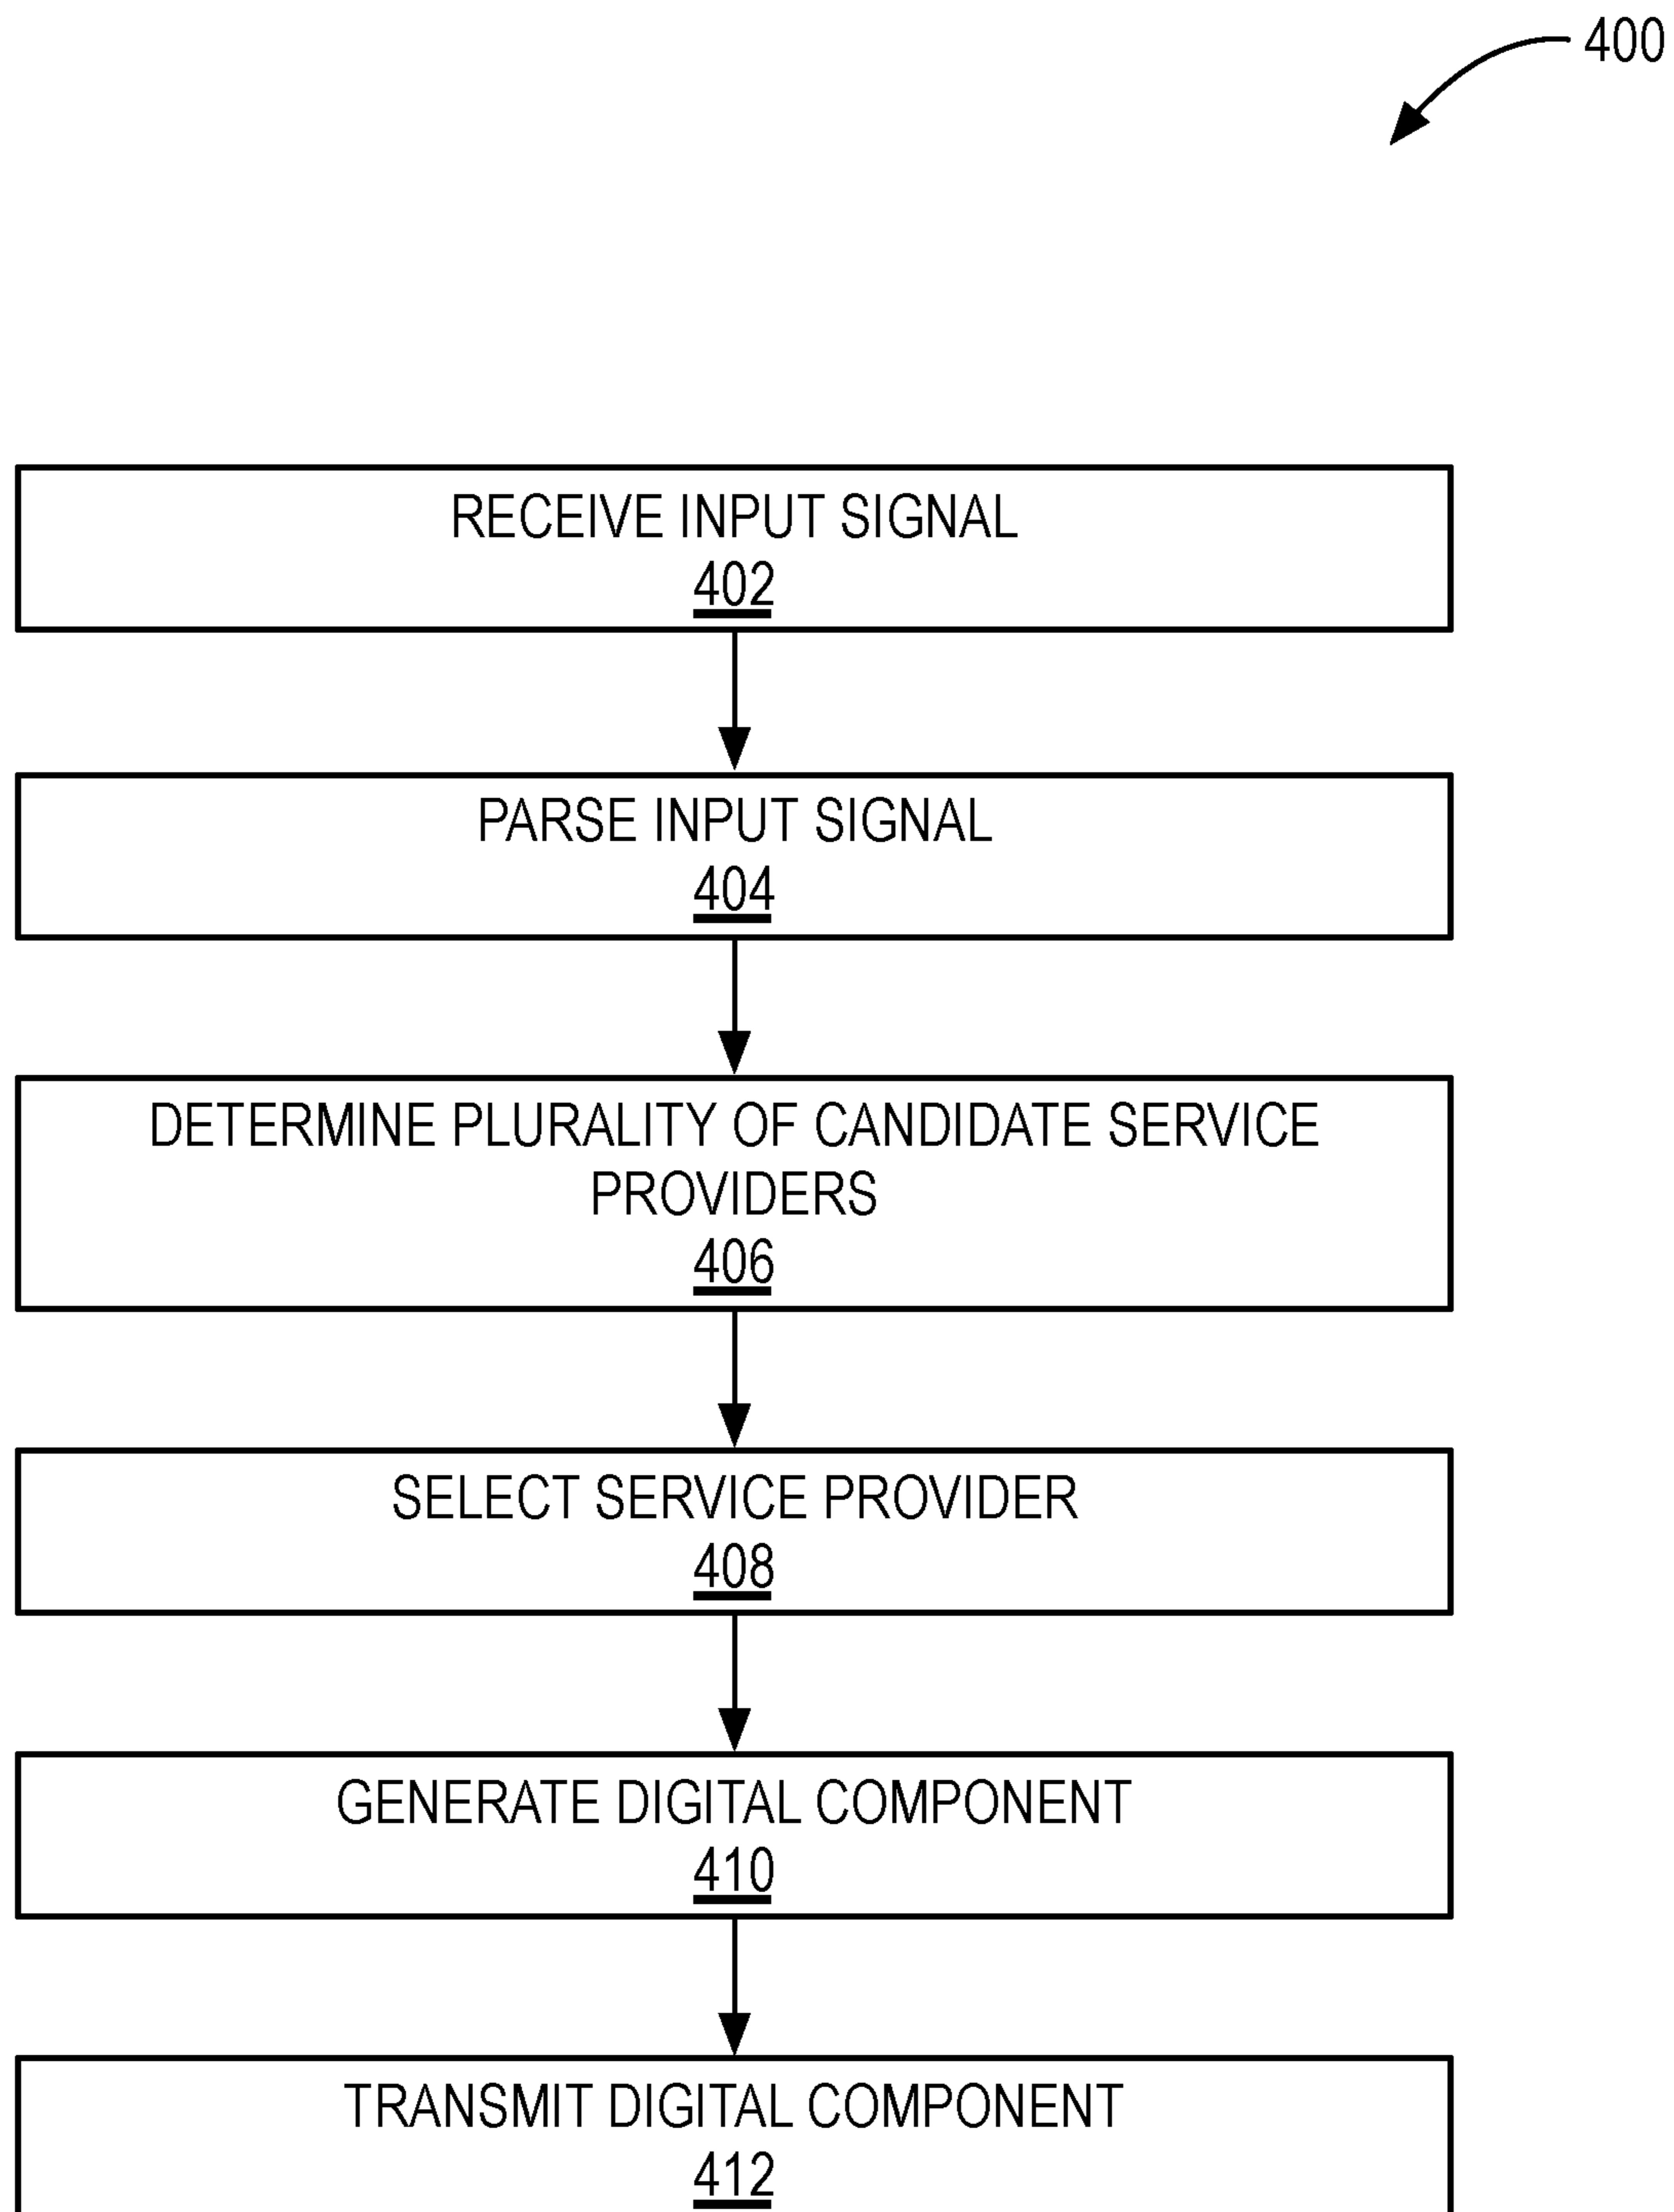 400
RECEIVE INPUT SIGNAL
402
PARSE INPUT SIGNAL
404
DETERMINE PLURALITY OF CANDIDATE SERVICE
PROVIDERS
406
SELECT SERVICE PROVIDER
408
GENERATE DIGITAL COMPONENT
410
TRANSMIT DIGITAL COMPONENT
412